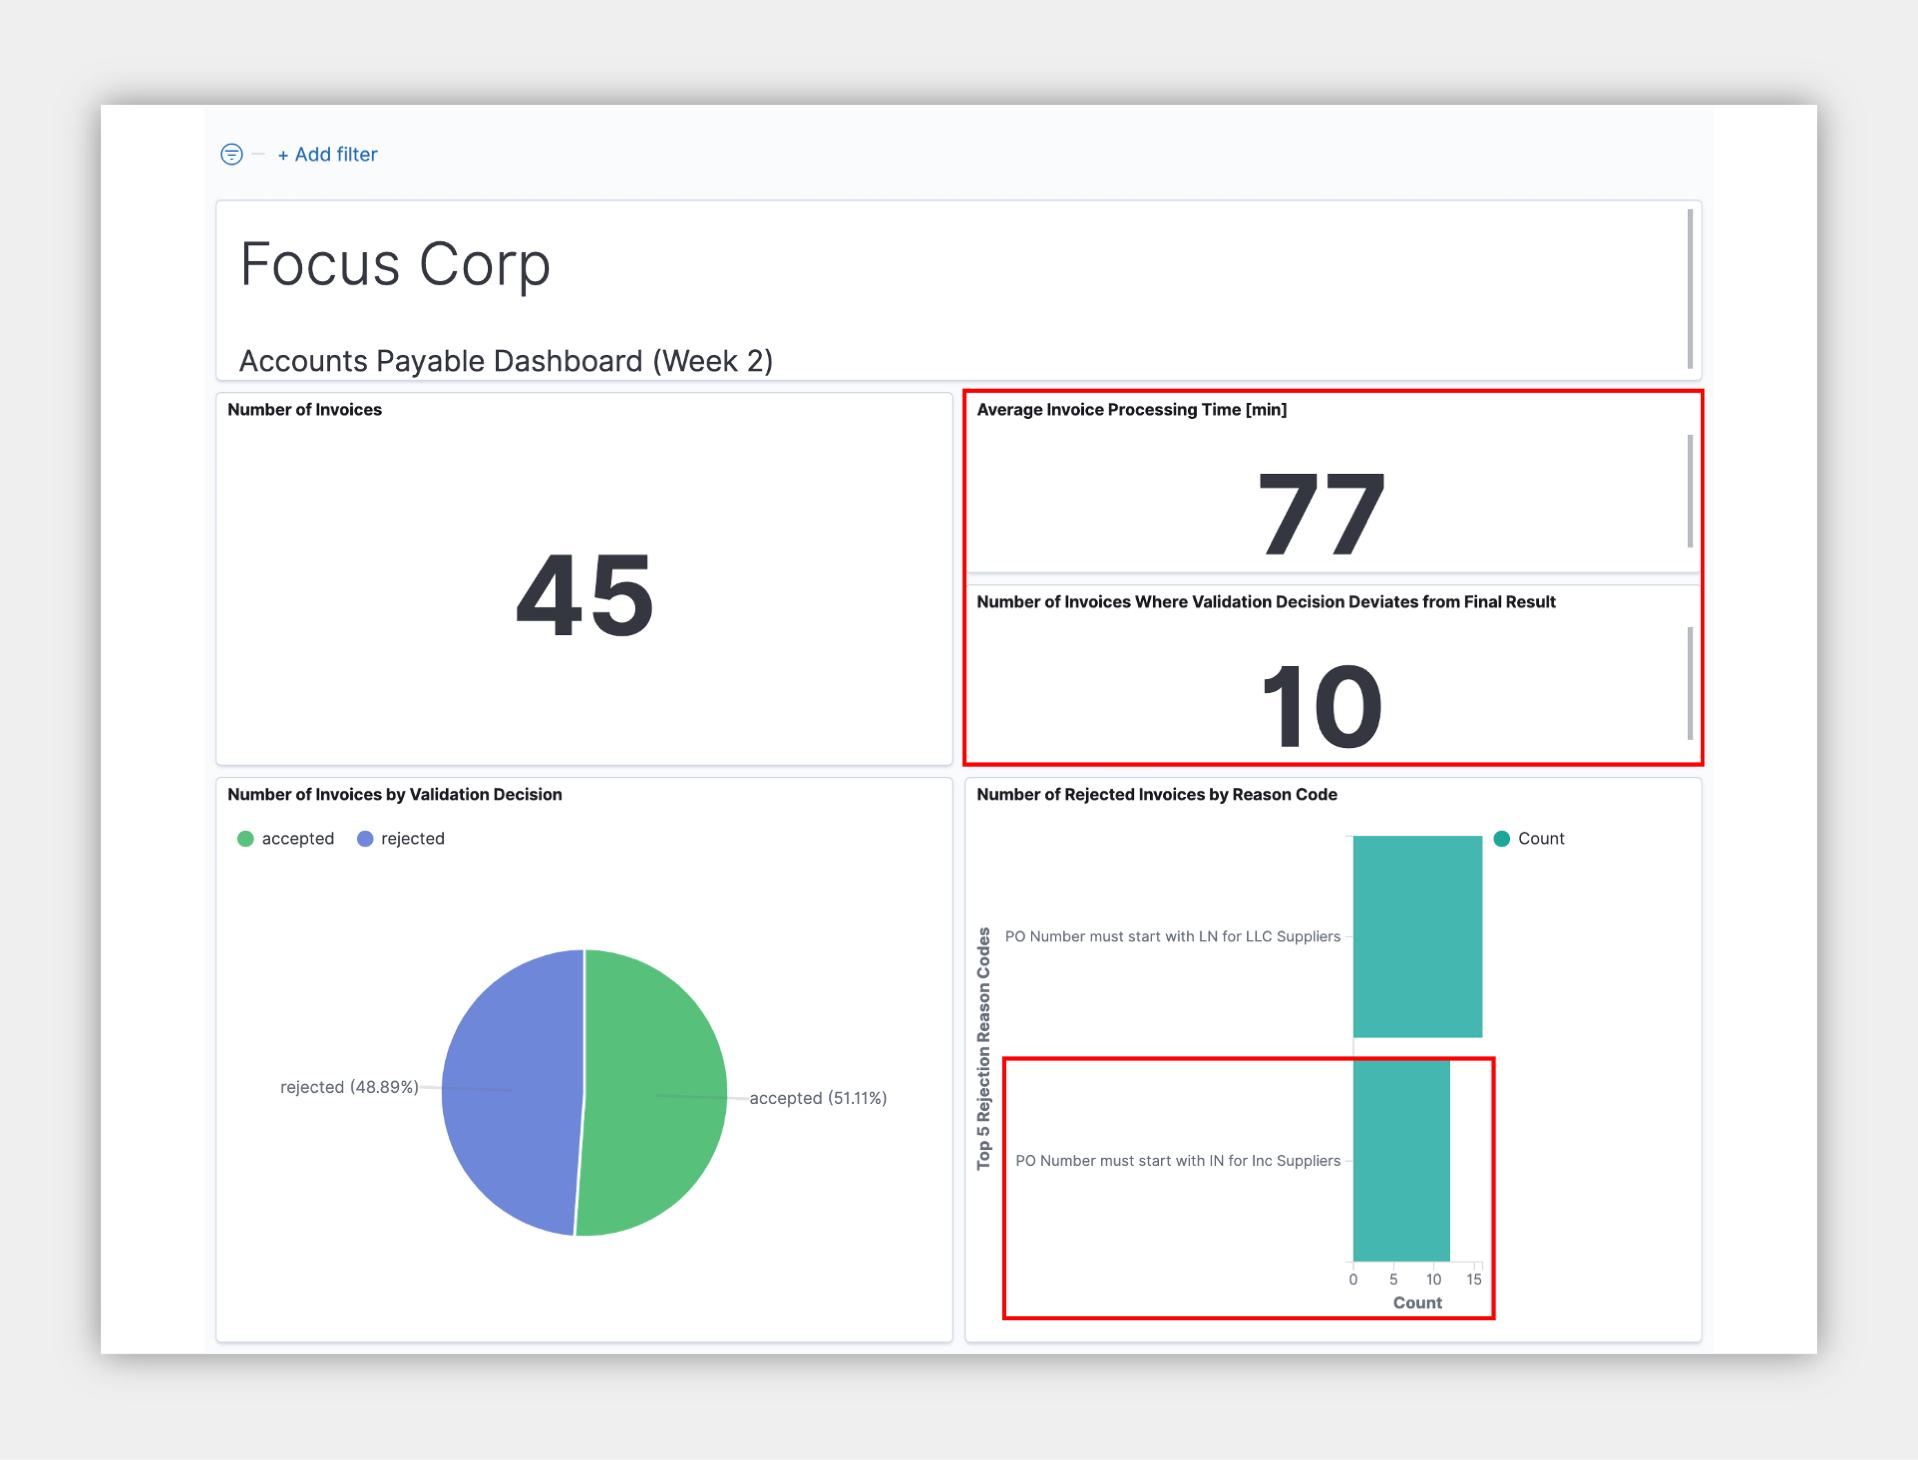 + Add filter
Focus Corp
Accounts Payable Dashboard (Week 2)
Number of Invoices
45
Average Invoice Processing Time [min]
77
Number of Invoices Where Validation Decision Deviates from Final Result
10
Number of Invoices by Validation Decision
accepted
rejected
rejected (48.89%)
accepted (51.11%)
Number of Rejected Invoices by Reason Code
Count
Top 5 Rejection Reason Codes
PO Number must start with LN for LLC Suppliers
PO Number must start with IN for Inc Suppliers
0 5 10 15
Count